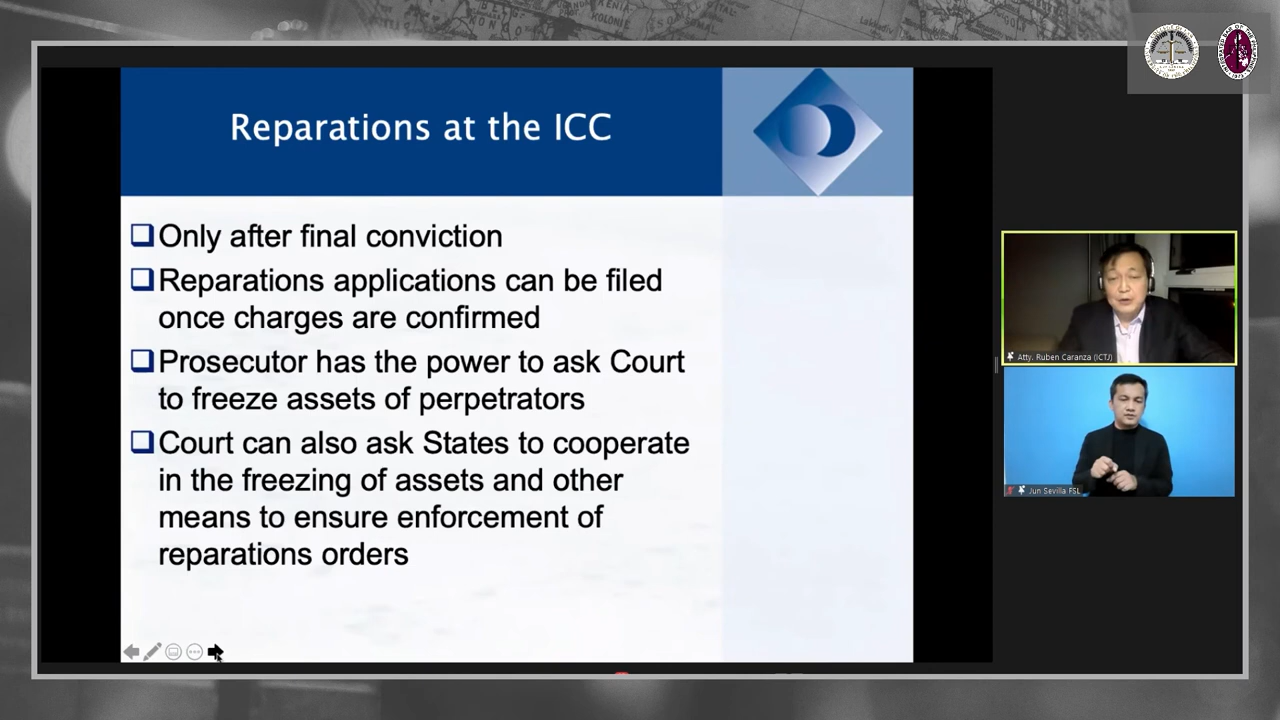 Reparations at the ICC
Only after final conviction
Reparations applications can be filed
once charges are confirmed
Prosecutor has the power to ask Court
to freeze assets of perpetrators
Court can also ask States to cooperate
in the freezing of assets and other
means to ensure enforcement of
reparations orders
Atty. Ruben Caranza (ICTJ)
Jun Sevilla FSL